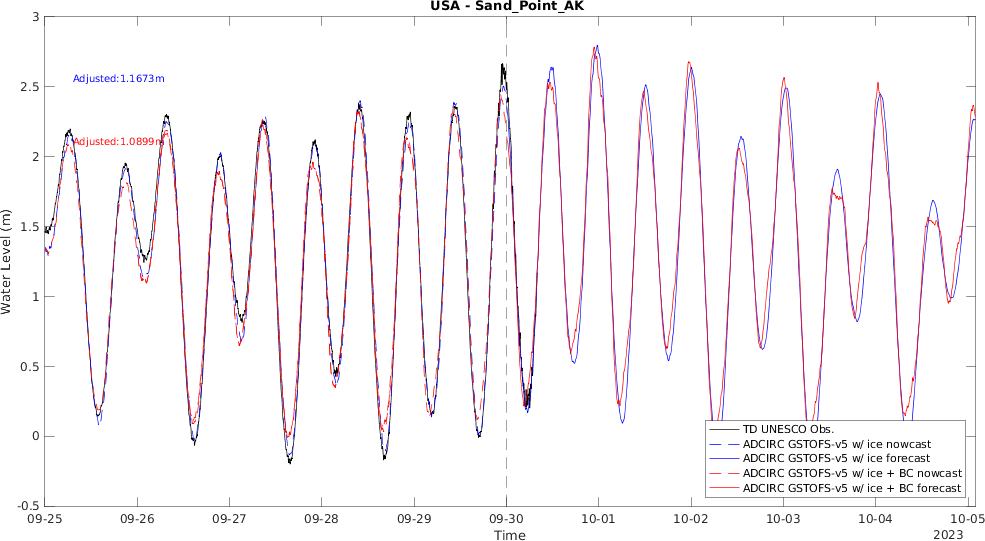 USA - Sand_Point_AK
Water Level (m)
3
2.5
2
1.5
1
0.5
0
-0.5
Adjusted:1.1673m
Adjusted:1.0899m
TD UNESCO Obs.
ADCIRC GSTOFS-v5 w/ ice nowcast
ADCIRC GSTOFS-v5 w/ ice forecast
ADCIRC GSTOFS-v5 w/ ice + BC nowcast
ADCIRC GSTOFS-v5 w/ ice + BC forecast
09-25 09-26 09-27 09-28 09-29 09-30 10-01 10-02 10-03 10-04 10-05
Time
2023